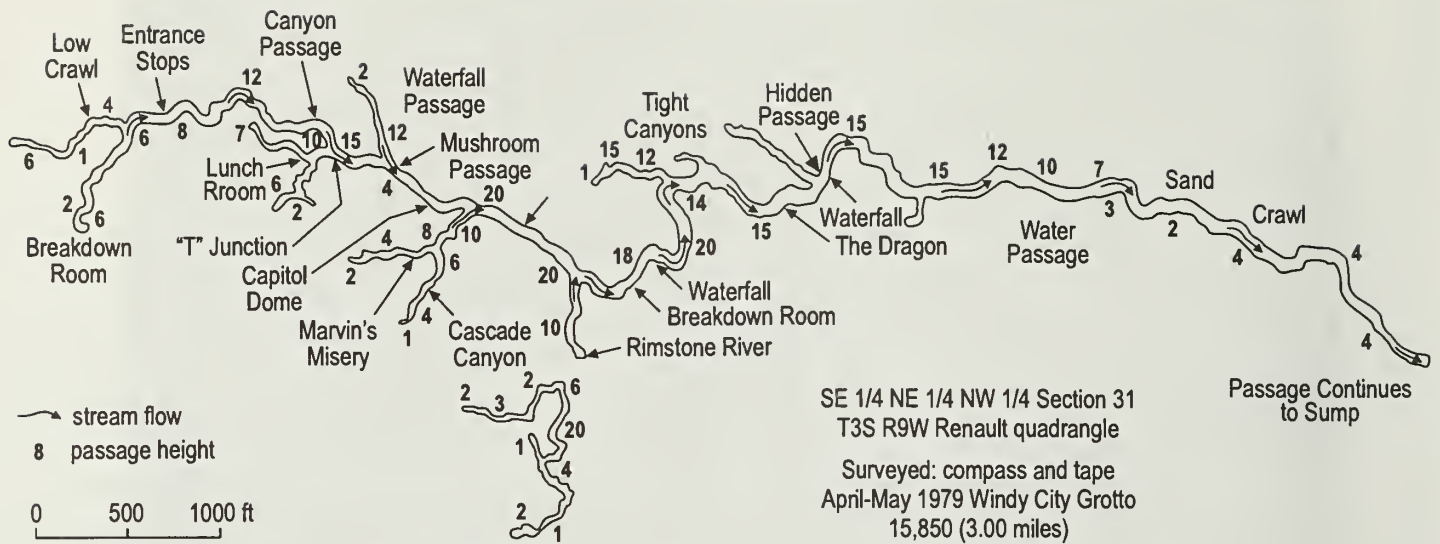 Low
Crawl
Entrance
Stops
Canyon
Passage
Waterfall
Passage
Mushroom
Passage
Tight
Canyons
Hidden
Passage
6
1
4
6
8
12
2
6
Breakdown
Room
7
10
15
Lunch
Rroom
6
2
2
12
4
"T" Junction
Capitol
Dome
20
8
10
4
2
6
4
1
Marvin's
Misery
Cascade
Canyon
20
10
Rimstone River
18
20
Waterfall
Breakdown Room
1
15
12
14
15
15
Waterfall
The Dragon
15
12
10
7
3
Water
Passage
Sand
Crawl
2
4
4
4
Passage Continues
to Sump
2
3
2
6
20
1
4
2
1
stream flow
8 passage height
0 500 1000 ft
SE 1/4 NE 1/4 NW 1/4 Section 31
T3S R9W Renault quadrangle
Surveyed: compass and tape
April-May 1979 Windy City Grotto
15,850 (3.00 miles)